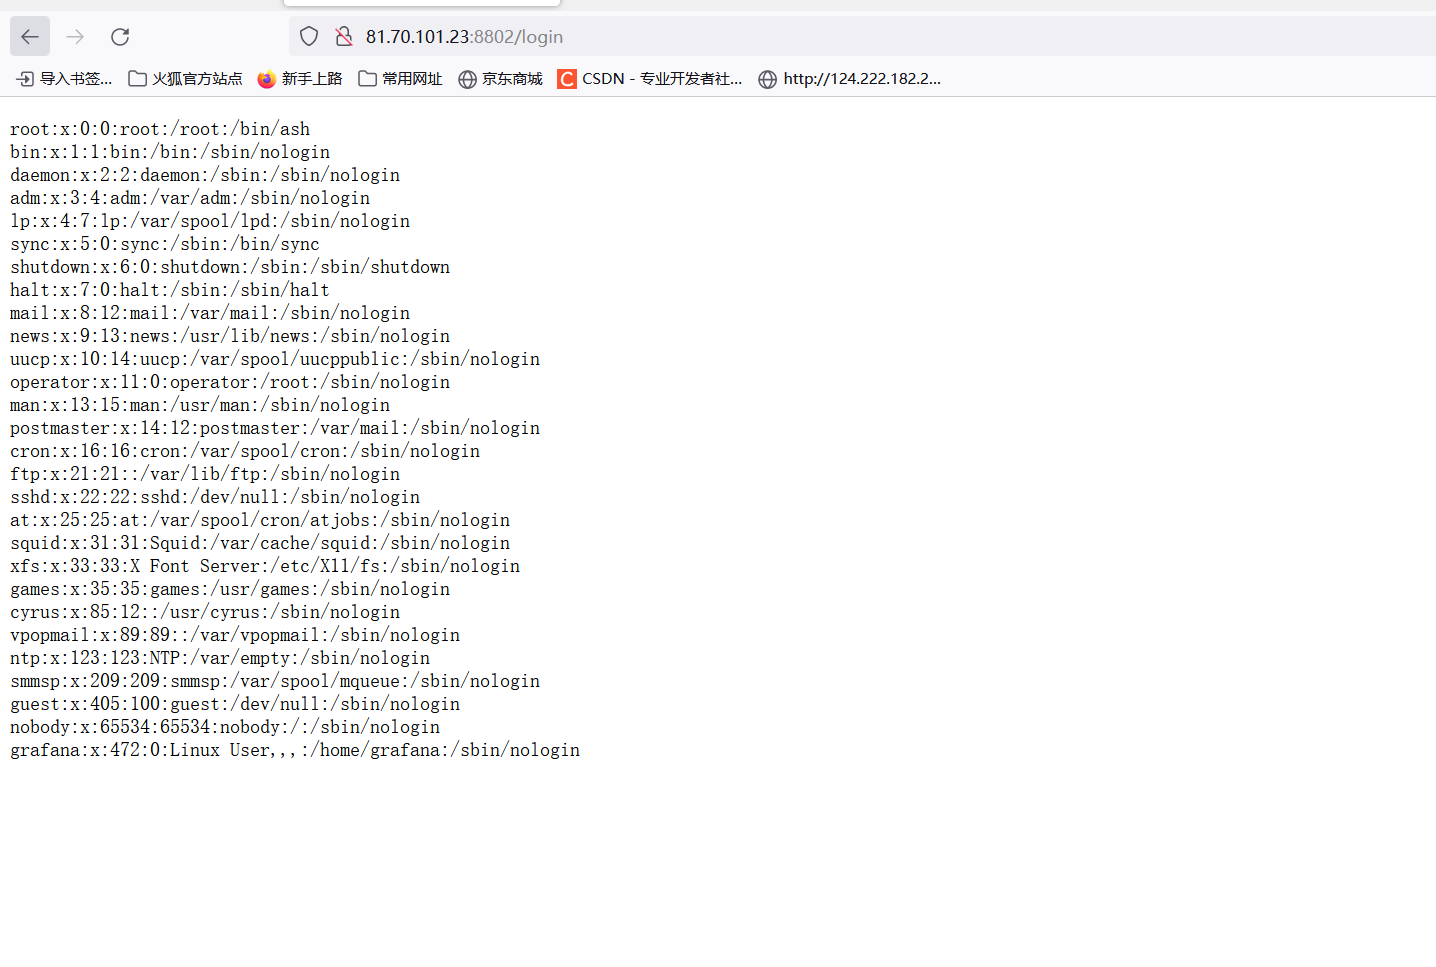 81.70.101.23:8802/login
导入书签... 火狐官方站点 新手上路 常用网址 京东商城 CSDN - 专业开发者社... http://124.222.182.2...
root:x:0:0:root:/root:/bin/ash
bin:x:1:1:bin:/bin:/sbin/nologin
daemon:x:2:2:daemon:/sbin:/sbin/nologin
adm:x:3:4:adm:/var/adm:/sbin/nologin
lp:x:4:7:lp:/var/spool/lpd:/sbin/nologin
sync:x:5:0:sync:/sbin:/bin/sync
shutdown:x:6:0:shutdown:/sbin:/sbin/shutdown
halt:x:7:0:halt:/sbin:/sbin/halt
mail:x:8:12:mail:/var/mail:/sbin/nologin
news:x:9:13:news:/usr/lib/news:/sbin/nologin
uucp:x:10:14:uucp:/var/spool/uucppublic:/sbin/nologin
operator:x:11:0:operator:/root:/sbin/nologin
man:x:13:15:man:/usr/man:/sbin/nologin
postmaster:x:14:12:postmaster:/var/mail:/sbin/nologin
cron:x:16:16:cron:/var/spool/cron:/sbin/nologin
ftp:x:21:21::/var/lib/ftp:/sbin/nologin
sshd:x:22:22:sshd:/dev/null:/sbin/nologin
at:x:25:25:at:/var/spool/cron/atjobs:/sbin/nologin
squid:x:31:31:Squid:/var/cache/squid:/sbin/nologin
xfs:x:33:33:X Font Server:/etc/X11/fs:/sbin/nologin
games:x:35:35:games:/usr/games:/sbin/nologin
cyrus:x:85:12::/usr/cyrus:/sbin/nologin
vpopmail:x:89:89::/var/vpopmail:/sbin/nologin
ntp:x:123:123:NTP:/var/empty:/sbin/nologin
smmsp:x:209:209:smmsp:/var/spool/mqueue:/sbin/nologin
guest:x:405:100:guest:/dev/null:/sbin/nologin
nobody:x:65534:65534:nobody:/:/sbin/nologin
grafana:x:472:0:Linux User,,,:/home/grafana:/sbin/nologin